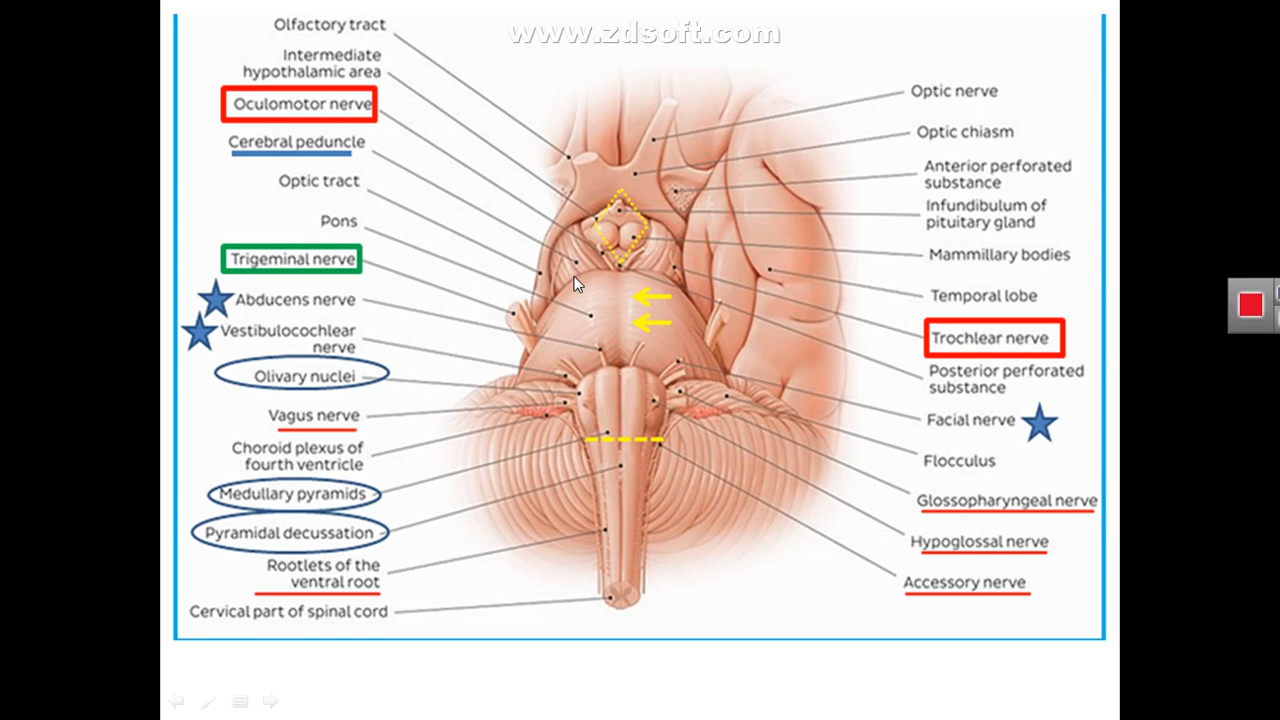 www.zdsoft.com
Olfactory tract
Intermediate
hypothalamic area
Oculomotor nerve
Cerebral peduncle
Optic tract
Pons
Trigeminal nerve
Abducens nerve
Vestibulocochlear
nerve
Olivary nuclei
Vagus nerve
Choroid plexus of
fourth ventricle
Medullary pyramids
Pyramidal decussation
Rootlets of the
ventral root
Cervical part of spinal cord
Optic nerve
Optic chiasm
Anterior perforated
substance
Infundibulum of
pituitary gland
Mammillary bodies
Temporal lobe
Trochlear nerve
Posterior perforated
substance
Facial nerve
Flocculus
Glossopharyngeal nerve
Hypoglossal nerve
Accessory nerve